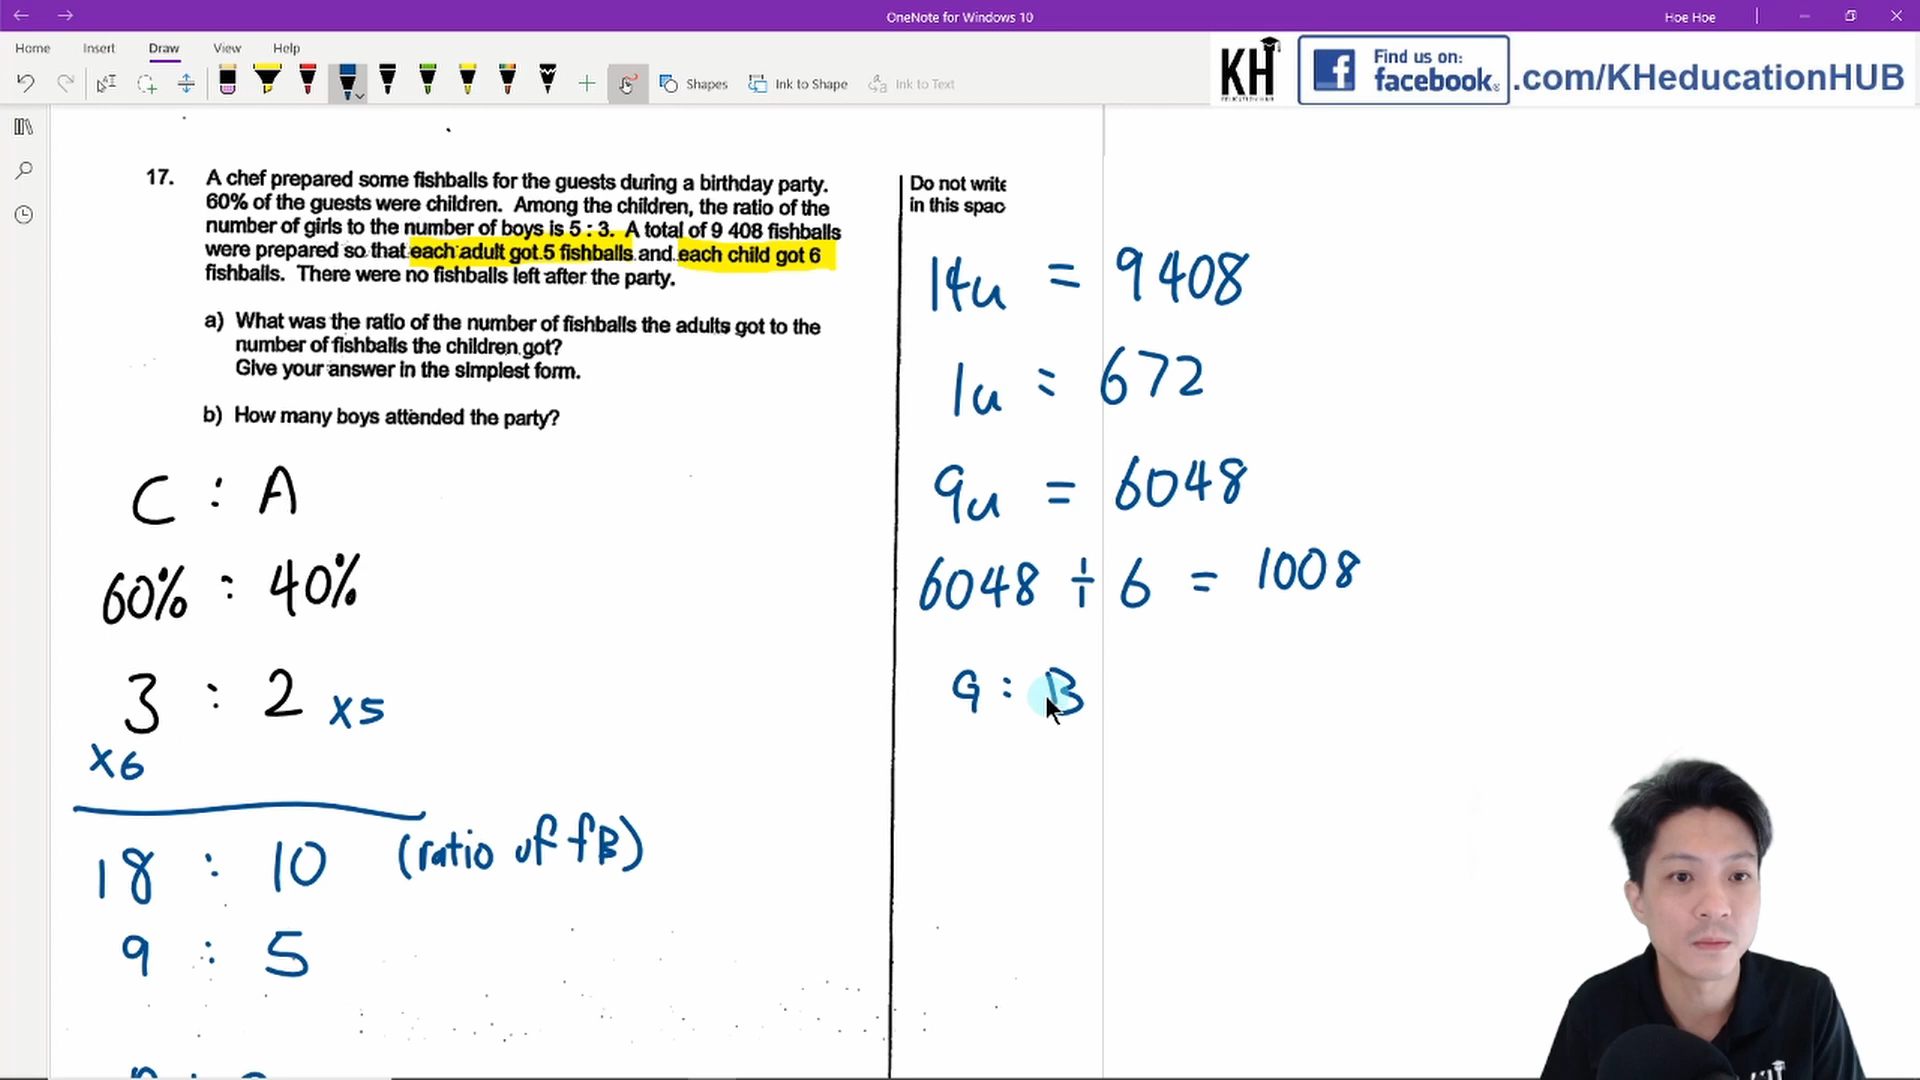 OneNote for Windows 10
Hoe Hoe
Home Insert Draw View Help
Shapes Ink to Shape Ink to Text
KH
EDUCATION HUB
Find us on:
facebook .com/KHeducationHUB
17. A chef prepared some fishballs for the guests during a birthday party.
60% of the guests were children. Among the children, the ratio of the
number of girls to the number of boys is 5 : 3. A total of 9 408 fishballs
were prepared so that each adult got 5 fishballs and each child got 6
fishballs. There were no fishballs left after the party.
a) What was the ratio of the number of fishballs the adults got to the
number of fishballs the children got?
Give your answer in the simplest form.
b) How many boys attended the party?
C : A
60% : 40%
3 : 2 x5
x6
18 : 10 (ratio of fB)
9 : 5
Do not write
in this spac
14u = 9408
1u = 672
9u = 6048
6048 ÷ 6 = 1008
G : B
KH